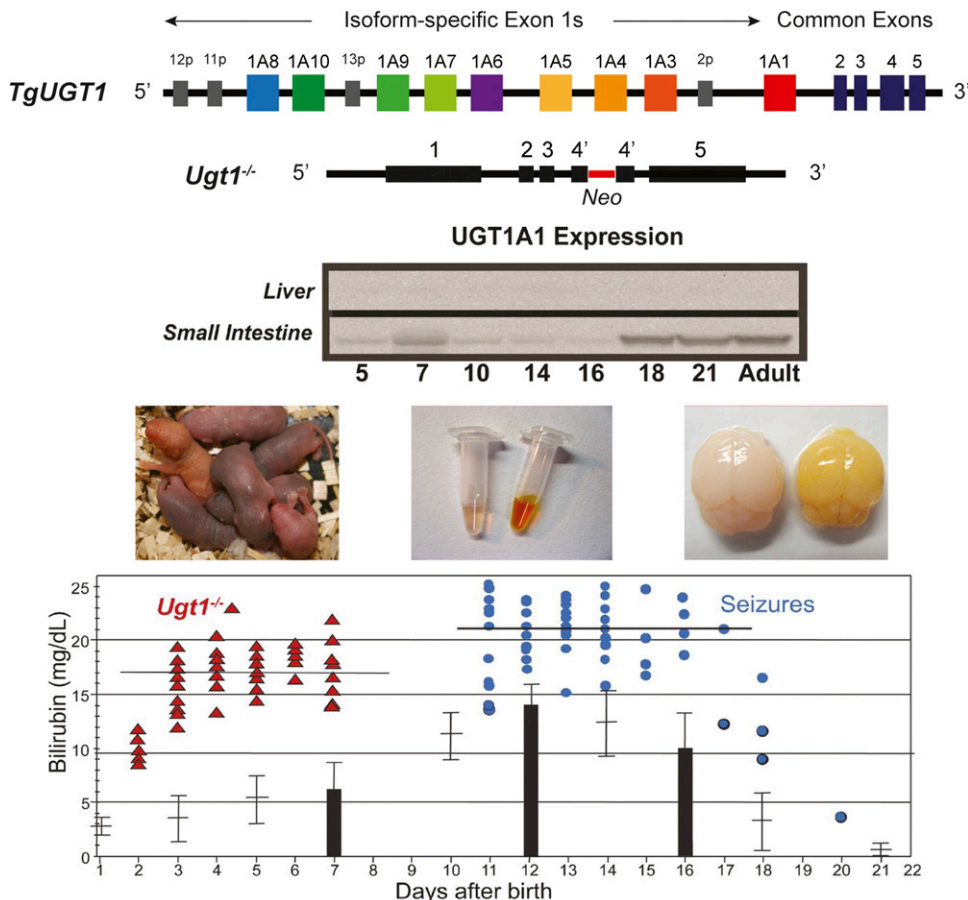 Isoform-specific Exon 1s Common Exons
12p 11p 1A8 1A10 13p 1A9 1A7 1A6 1A5 1A4 1A3 2p 1A1 2 3 4 5
TgUGT1 5’ 3’
1 2 3 4’ 4’ 5
Ugt1-/- 5’ 3’
Neo
UGT1A1 Expression
Liver
Small Intestine
5 7 10 14 16 18 21 Adult
25
Ugt1-/- Seizures
20
15
10
5
0
Bilirubin (mg/dL)
1 2 3 4 5 6 7 8 9 10 11 12 13 14 15 16 17 18 19 20 21 22
Days after birth